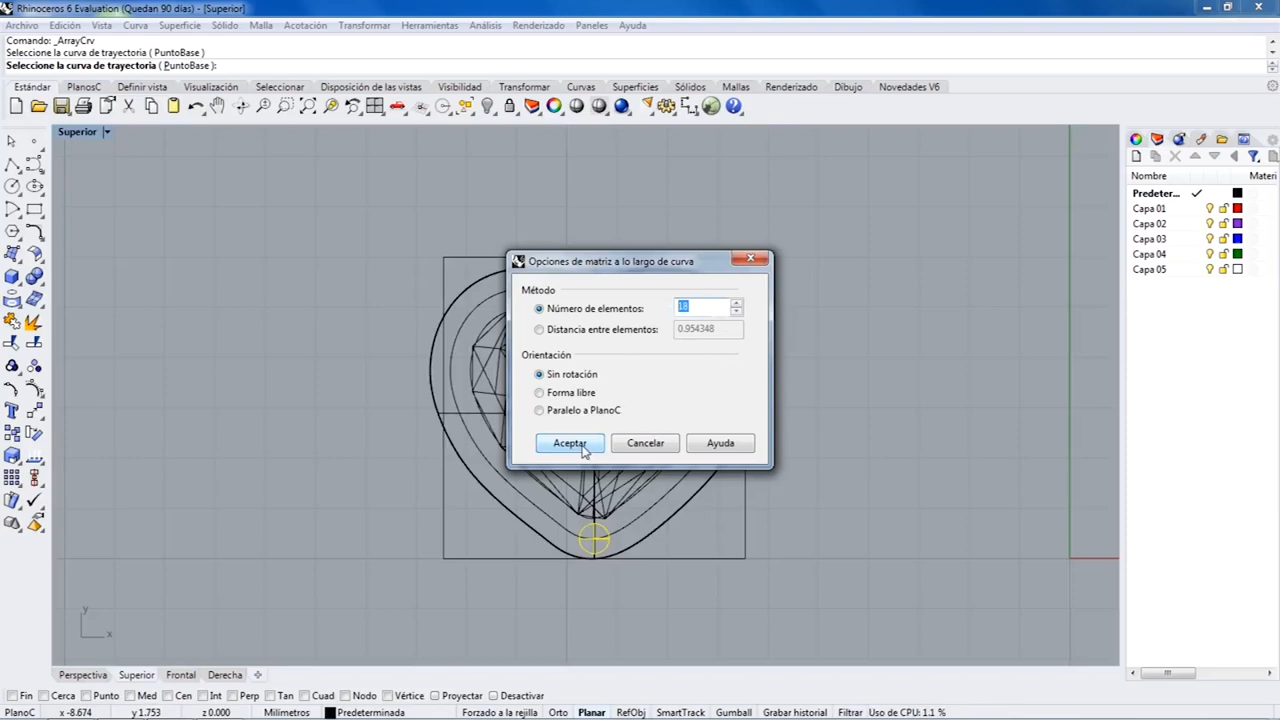 Rhinoceros 6 Evaluation (Quedan 90 días) - [Superior]
Archivo Edición Vista Curva Superficie Sólido Malla Acotación Transformar Herramientas Análisis Renderizado Paneles Ayuda
Comando: _ArrayCrv
Seleccione la curva de trayectoria ( PuntoBase )
Seleccione la curva de trayectoria ( PuntoBase ):
Estándar PlanosC Definir vista Visualización Seleccionar Disposición de las vistas Visibilidad Transformar Curvas Superficies Sólidos Mallas Renderizado Dibujo Novedades V6
Superior
Nombre Materi
Predeter...
Capa 01
Capa 02
Capa 03
Capa 04
Capa 05
Opciones de matriz a lo largo de curva
Método
Número de elementos: 18
Distancia entre elementos: 0.954348
Orientación
Sin rotación
Forma libre
Paralelo a PlanoC
Aceptar Cancelar Ayuda
y
x
Perspectiva Superior Frontal Derecha
Fin Cerca Punto Med Cen Int Perp Tan Cuad Nodo Vértice Proyectar Desactivar
PlanoC x -8.674 y 1.753 z 0.000 Milímetros Predeterminada Forzado a la rejilla Orto Planar RefObj SmartTrack Gumball Grabar historial Filtrar Uso de CPU: 1.1 %